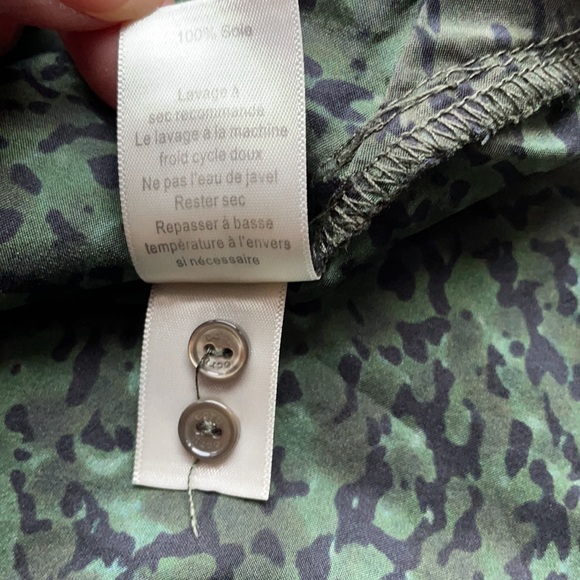 100% Soie
Lavage à
sec recommande
Le lavage à la machine
froid cycle doux
Ne pas l'eau de javel
Rester sec
Repasser à basse
température à l'envers
si nécessaire